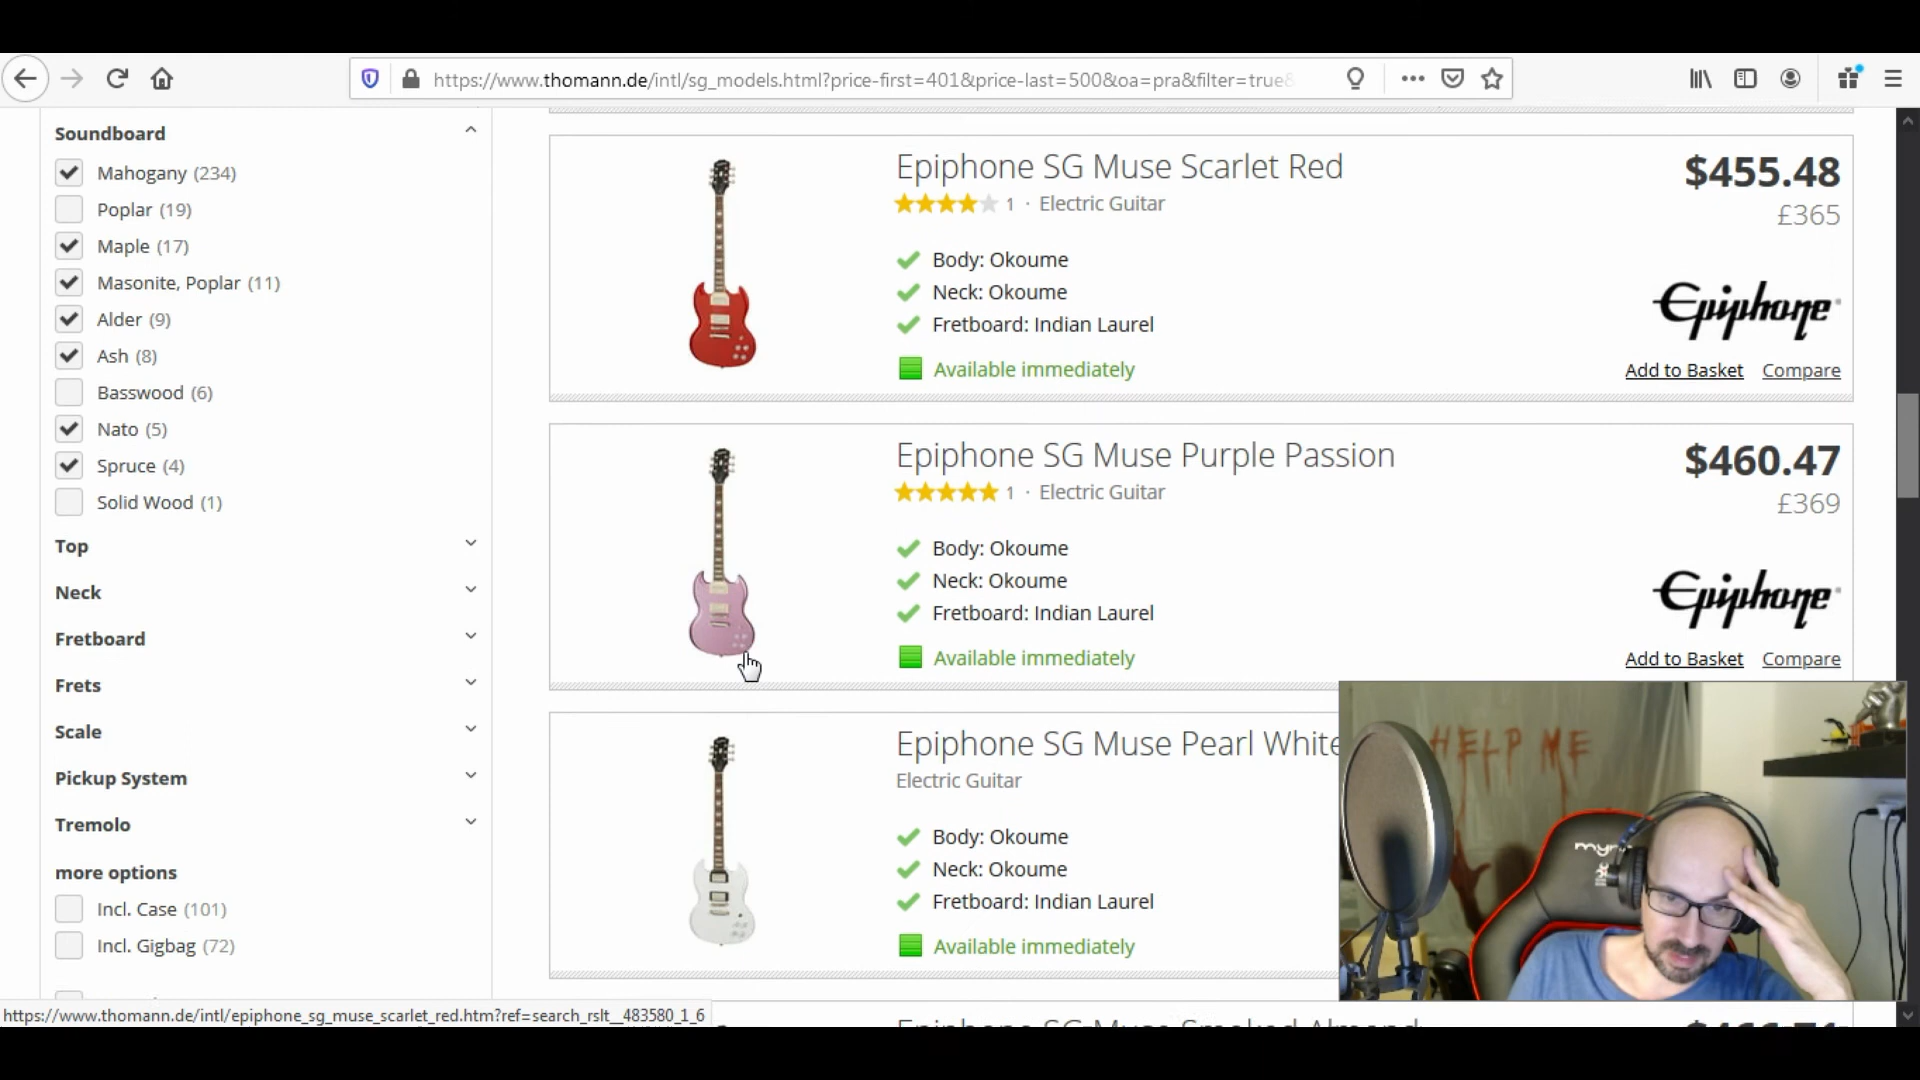 https://www.thomann.de/intl/sg_models.html?price-first=401&price-last=500&oa=pra&filter=true&
Soundboard
Mahogany (234)
Poplar (19)
Maple (17)
Masonite, Poplar (11)
Alder (9)
Ash (8)
Basswood (6)
Nato (5)
Spruce (4)
Solid Wood (1)
Top
Neck
Fretboard
Frets
Scale
Pickup System
Tremolo
more options
Incl. Case (101)
Incl. Gigbag (72)
Epiphone SG Muse Scarlet Red
1 · Electric Guitar
Body: Okoume
Neck: Okoume
Fretboard: Indian Laurel
Available immediately
$455.48
£365
Epiphone
Add to Basket Compare
Epiphone SG Muse Purple Passion
1 · Electric Guitar
Body: Okoume
Neck: Okoume
Fretboard: Indian Laurel
Available immediately
$460.47
£369
Epiphone
Add to Basket Compare
Epiphone SG Muse Pearl White
Electric Guitar
Body: Okoume
Neck: Okoume
Fretboard: Indian Laurel
Available immediately
HELP ME
Epiphone SG Muse Smoked Almond
https://www.thomann.de/intl/epiphone_sg_muse_scarlet_red.htm?ref=search_rslt__483580_1_6